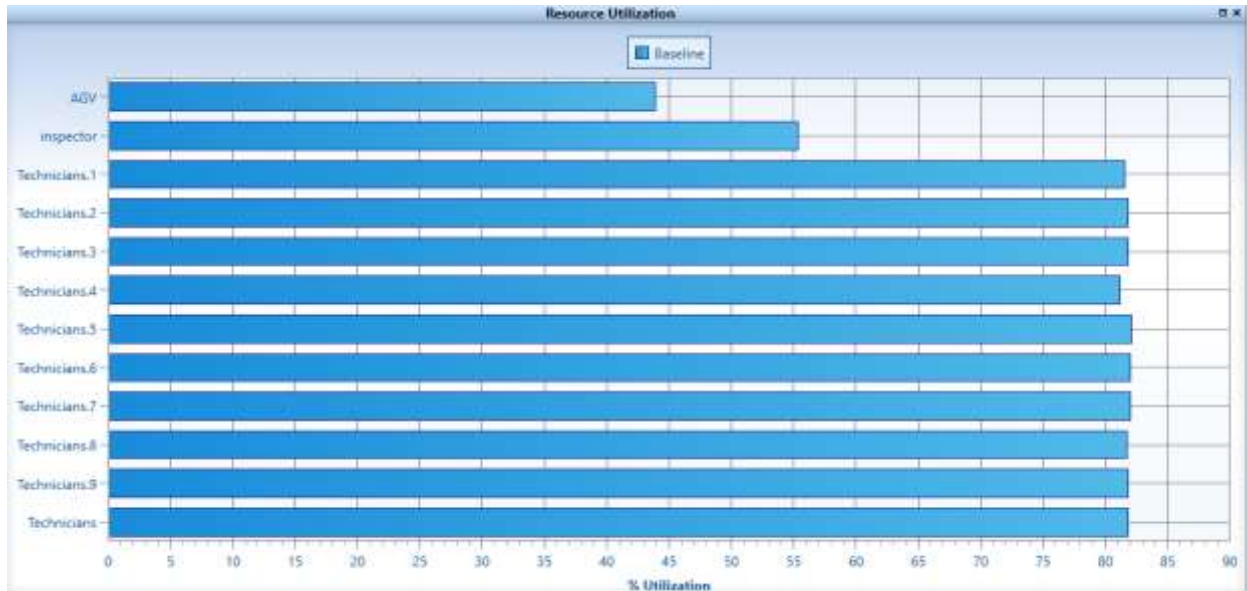 Resource Utilization
Baseline
AGV
inspector
Technicians.1
Technicians.2
Technicians.3
Technicians.4
Technicians.5
Technicians.6
Technicians.7
Technicians.8
Technicians.9
Technicians
0 5 10 15 20 25 30 35 40 45 50 55 60 65 70 75 80 85 90
% Utilization